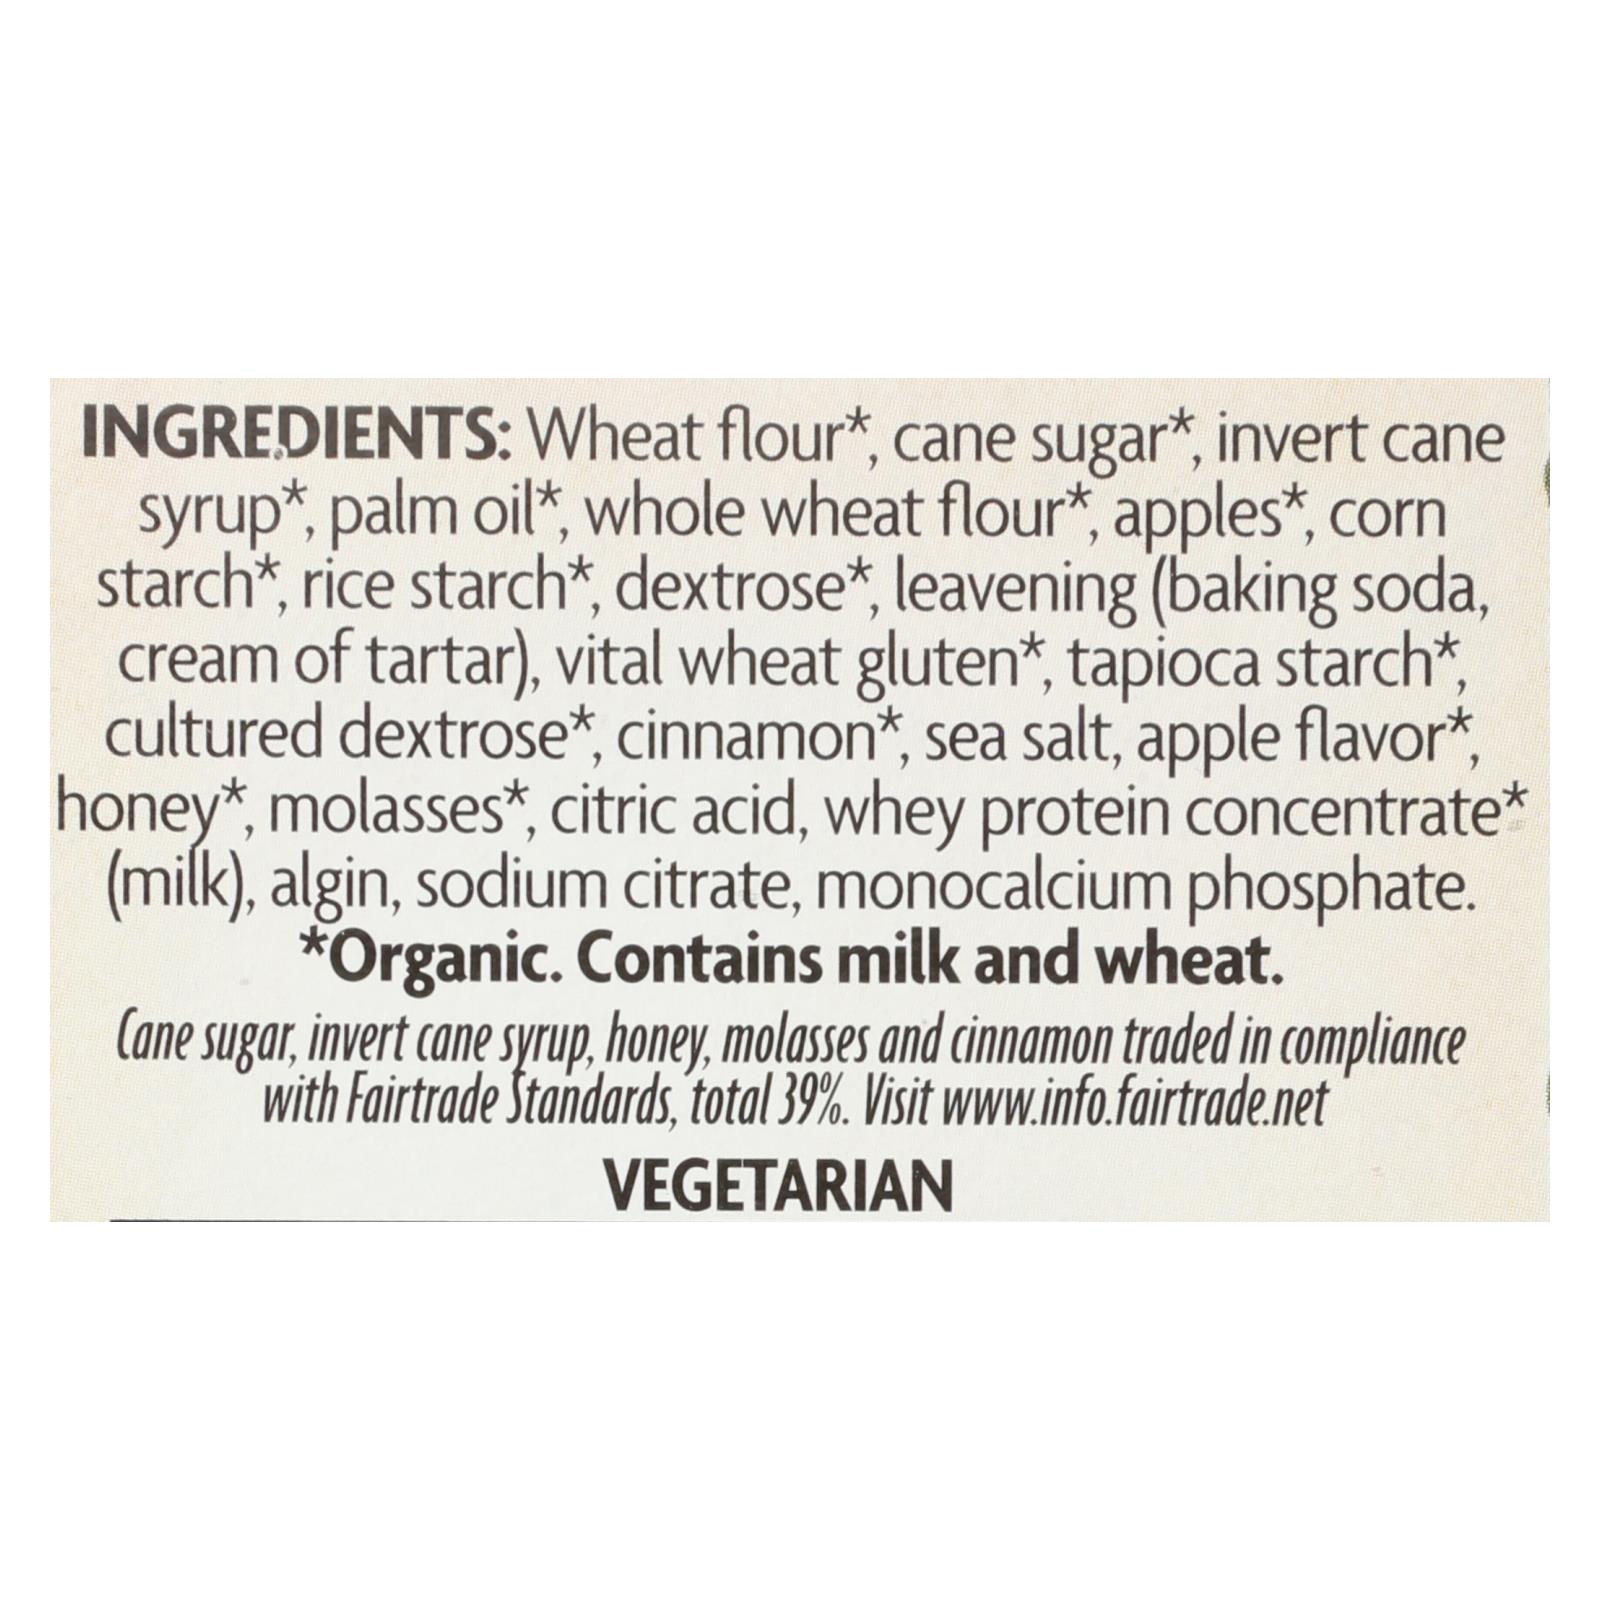 INGREDIENTS: Wheat flour*, cane sugar*, invert cane
syrup*, palm oil*, whole wheat flour*, apples*, corn
starch*, rice starch*, dextrose*, leavening (baking soda,
cream of tartar), vital wheat gluten*, tapioca starch*,
cultured dextrose*, cinnamon*, sea salt, apple flavor*,
honey*, molasses*, citric acid, whey protein concentrate*
(milk), algin, sodium citrate, monocalcium phosphate.
*Organic. Contains milk and wheat.
Cane sugar, invert cane syrup, honey, molasses and cinnamon traded in compliance
with Fairtrade Standards, total 39%. Visit www.info.fairtrade.net
VEGETARIAN